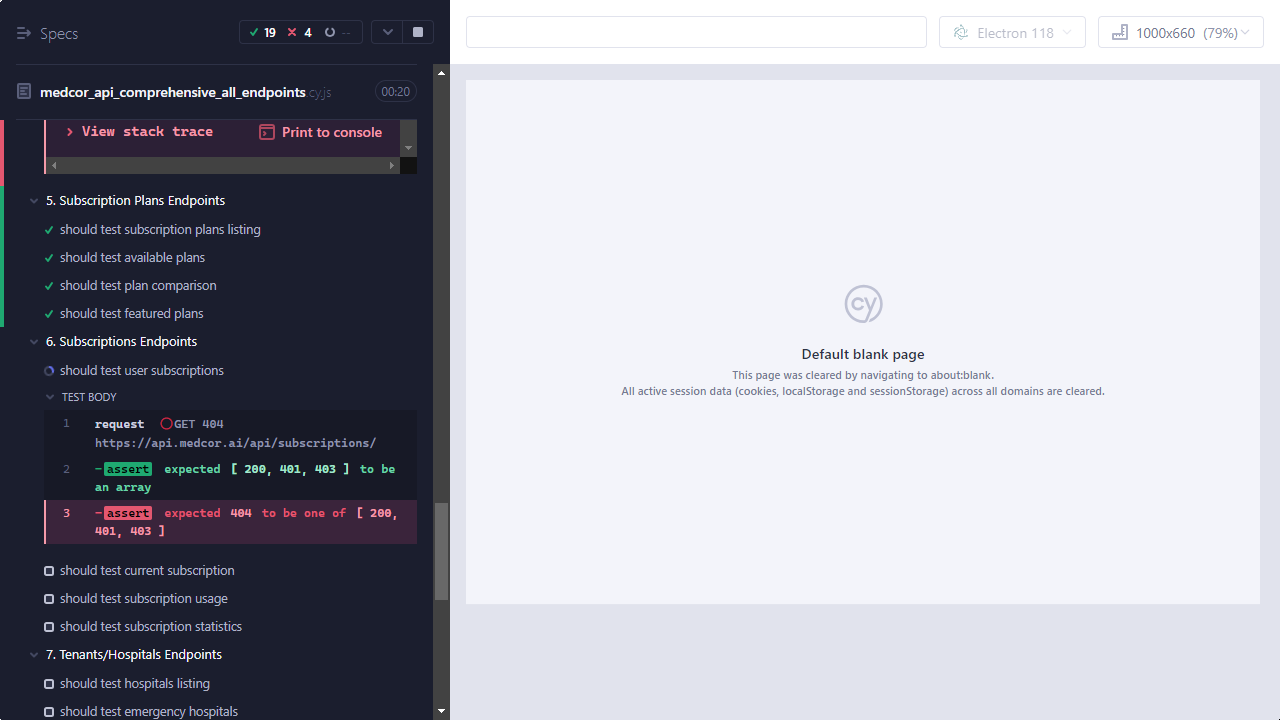 Specs
19
4
--
medcor_api_comprehensive_all_endpoints.cy.js
00:20
View stack trace
Print to console
5. Subscription Plans Endpoints
should test subscription plans listing
should test available plans
should test plan comparison
should test featured plans
6. Subscriptions Endpoints
should test user subscriptions
TEST BODY
1 request GET 404
https://api.medcor.ai/api/subscriptions/
2 -assert expected [ 200, 401, 403 ] to be
an array
3 -assert expected 404 to be one of [ 200,
401, 403 ]
should test current subscription
should test subscription usage
should test subscription statistics
7. Tenants/Hospitals Endpoints
should test hospitals listing
should test emergency hospitals
Electron 118
1000x660 (79%)
cy
Default blank page
This page was cleared by navigating to about:blank.
All active session data (cookies, localStorage and sessionStorage) across all domains are cleared.